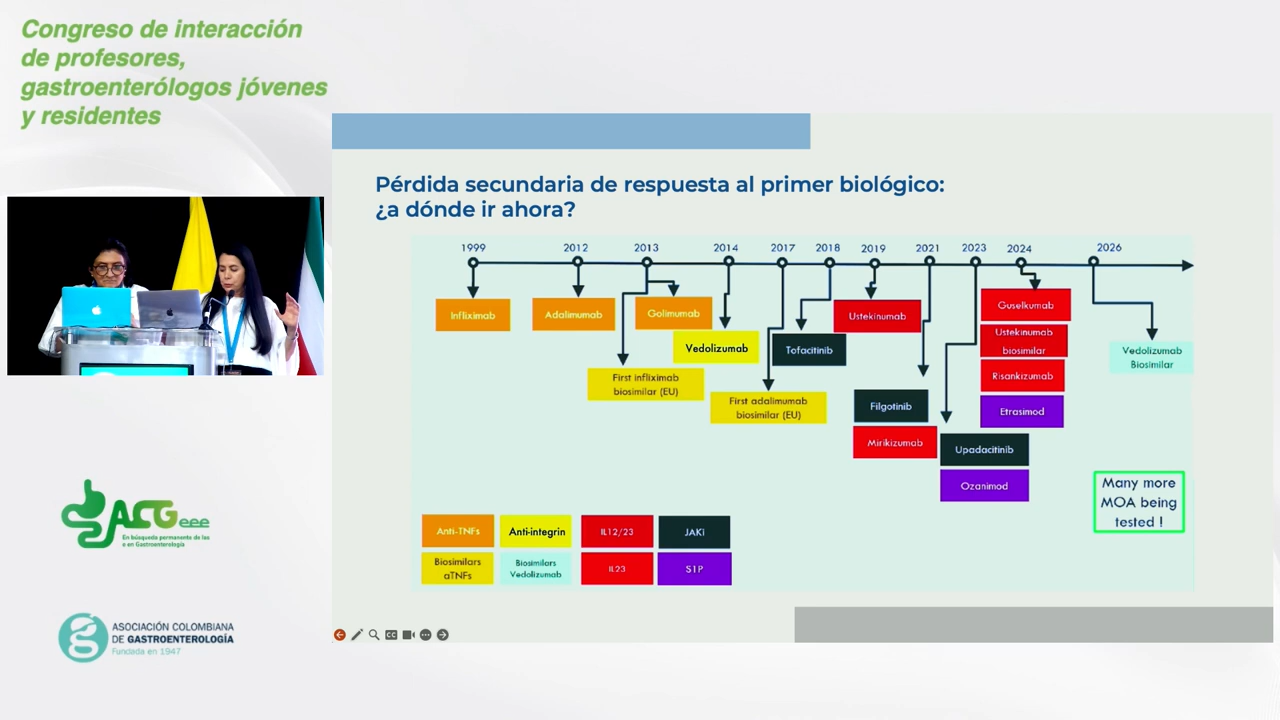 Congreso de interacción
de profesores,
gastroenterólogos jóvenes
y residentes
Pérdida secundaria de respuesta al primer biológico:
¿a dónde ir ahora?
1999
2012
2013
2014
2017
2018
2019
2021
2023
2024
2026
Infliximab
Adalimumab
Golimumab
Vedolizumab
First infliximab
biosimilar (EU)
First adalimumab
biosimilar (EU)
Tofacitinib
Ustekinumab
Filgotinib
Mirikizumab
Upadacitinib
Ozanimod
Guselkumab
Ustekinumab
biosimilar
Risankizumab
Etrasimod
Vedolizumab
Biosimilar
Many more
MOA being
tested !
Anti-TNFs
Anti-integrin
IL12/23
JAKi
Biosimilars
aTNFs
Biosimilars
Vedolizumab
IL23
S1P
ACGeee
En búsqueda permanente de las
e en Gastroenterología
ASOCIACIÓN COLOMBIANA
DE GASTROENTEROLOGÍA
Fundada en 1947